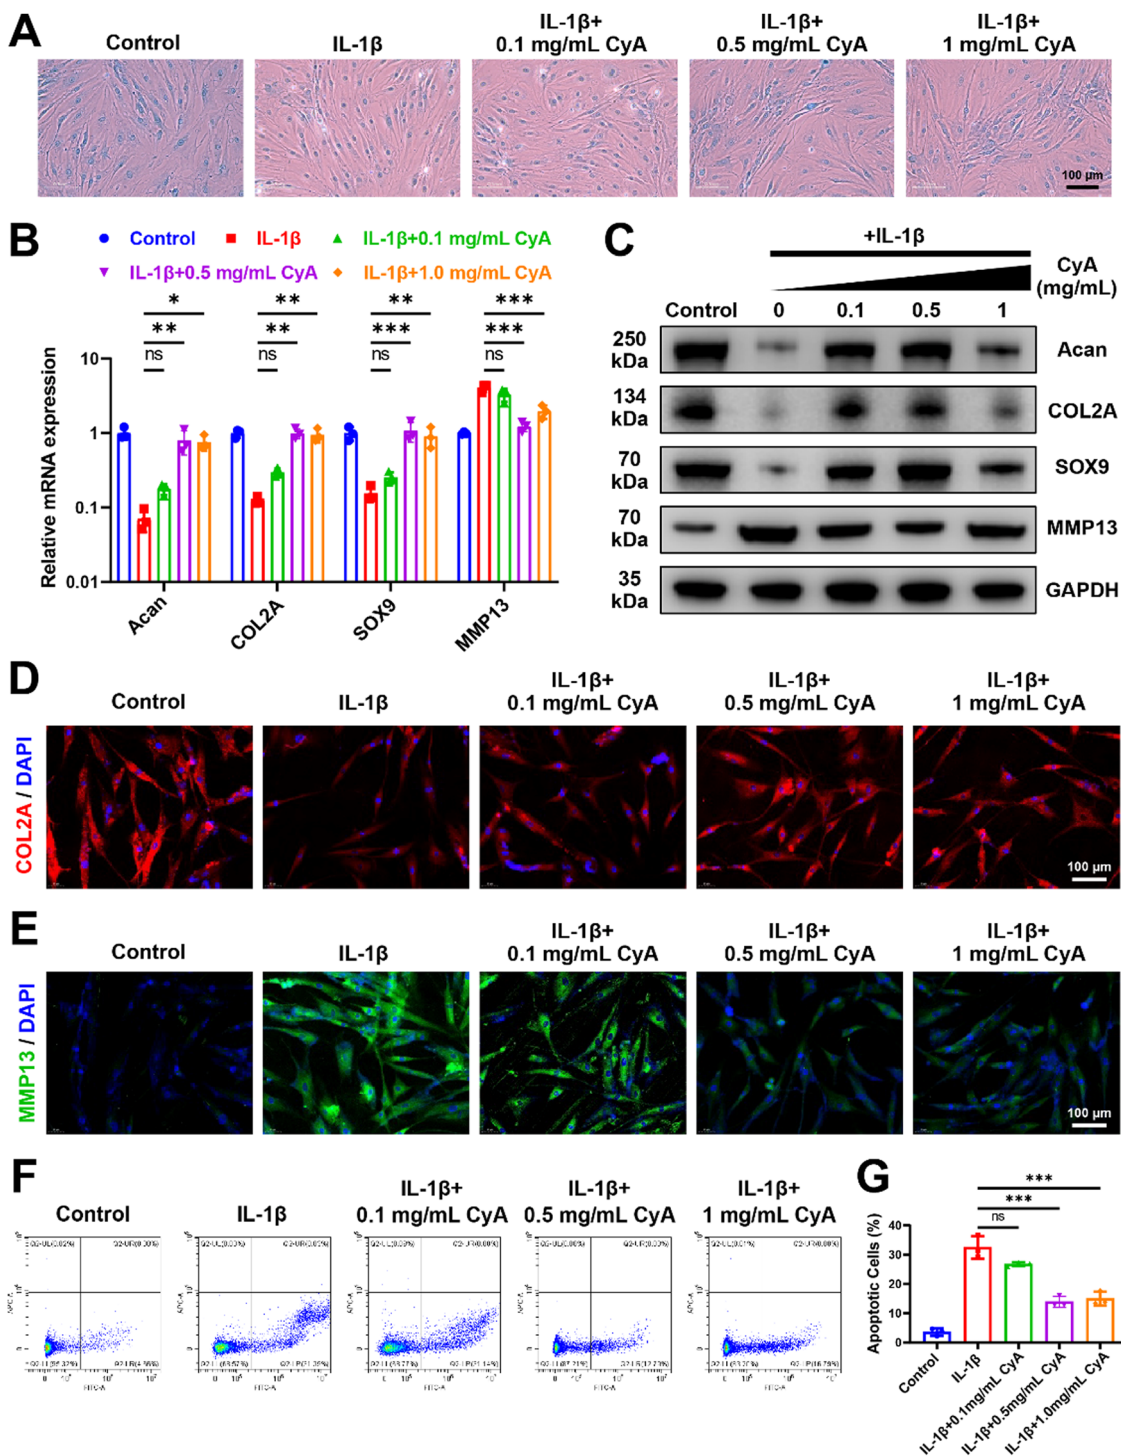 A
Control
IL-1β
IL-1β+
0.1 mg/mL CyA
IL-1β+
0.5 mg/mL CyA
IL-1β+
1 mg/mL CyA
100 μm
B
Control
IL-1β
IL-1β+0.1 mg/mL CyA
IL-1β+0.5 mg/mL CyA
IL-1β+1.0 mg/mL CyA
Relative mRNA expression
10
1
0.1
0.01
*
**
ns
**
**
ns
**
***
ns
***
***
ns
Acan
COL2A
SOX9
MMP13
C
+IL-1β
CyA
(mg/mL)
Control
0
0.1
0.5
1
250
kDa
Acan
134
kDa
COL2A
70
kDa
SOX9
70
kDa
MMP13
35
kDa
GAPDH
D
Control
IL-1β
IL-1β+
0.1 mg/mL CyA
IL-1β+
0.5 mg/mL CyA
IL-1β+
1 mg/mL CyA
COL2A / DAPI
100 μm
E
Control
IL-1β
IL-1β+
0.1 mg/mL CyA
IL-1β+
0.5 mg/mL CyA
IL-1β+
1 mg/mL CyA
MMP13 / DAPI
100 μm
F
Control
IL-1β
IL-1β+
0.1 mg/mL CyA
IL-1β+
0.5 mg/mL CyA
IL-1β+
1 mg/mL CyA
APC-A
FITC-A
APC-A
FITC-A
APC-A
FITC-A
APC-A
FITC-A
APC-A
FITC-A
G
***
***
ns
Apoptotic Cells (%)
40
30
20
10
0
Control
IL-1β
IL-1β+0.1mg/mL CyA
IL-1β+0.5mg/mL CyA
IL-1β+1.0mg/mL CyA